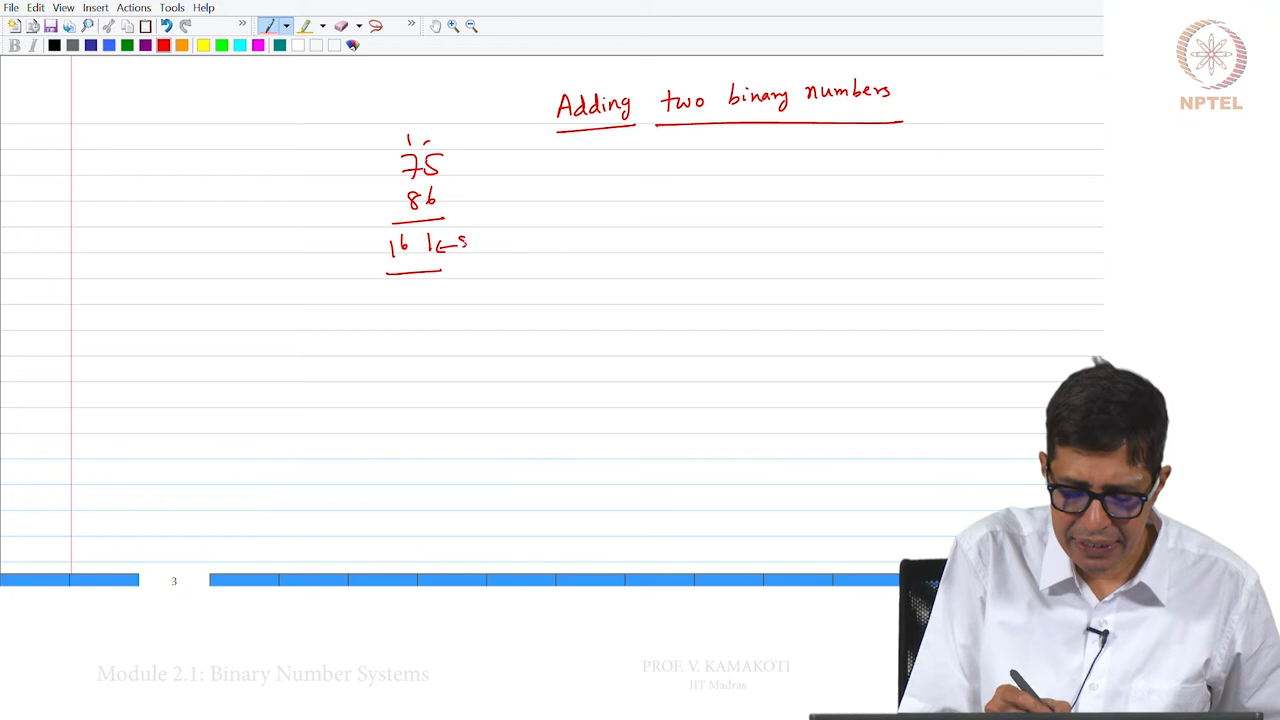 File Edit View Insert Actions Tools Help
NPTEL
B I
Adding two binary numbers
1
75
86
161 ← s
3
Module 2.1: Binary Number Systems
PROF. V. KAMAKOTI
IIT Madras